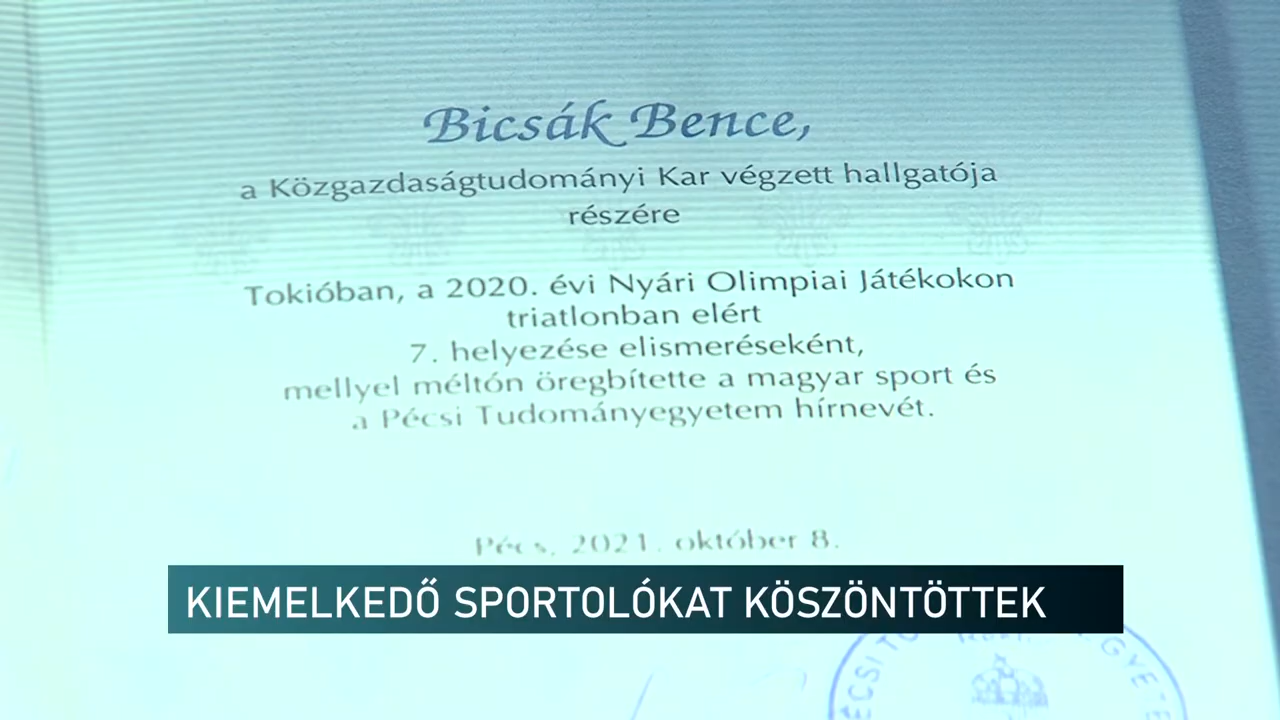 Bicsák Bence,
a Közgazdaságtudományi Kar végzett hallgatója
részére
Tokióban, a 2020. évi Nyári Olimpiai Játékokon
triatlonban elért
7. helyezése elismeréseként,
mellyel méltón öregbítette a magyar sport és
a Pécsi Tudományegyetem hírnevét.
Pécs, 2021. október 8.
KIEMELKEDŐ SPORTOLÓKAT KÖSZÖNTÖTTEK